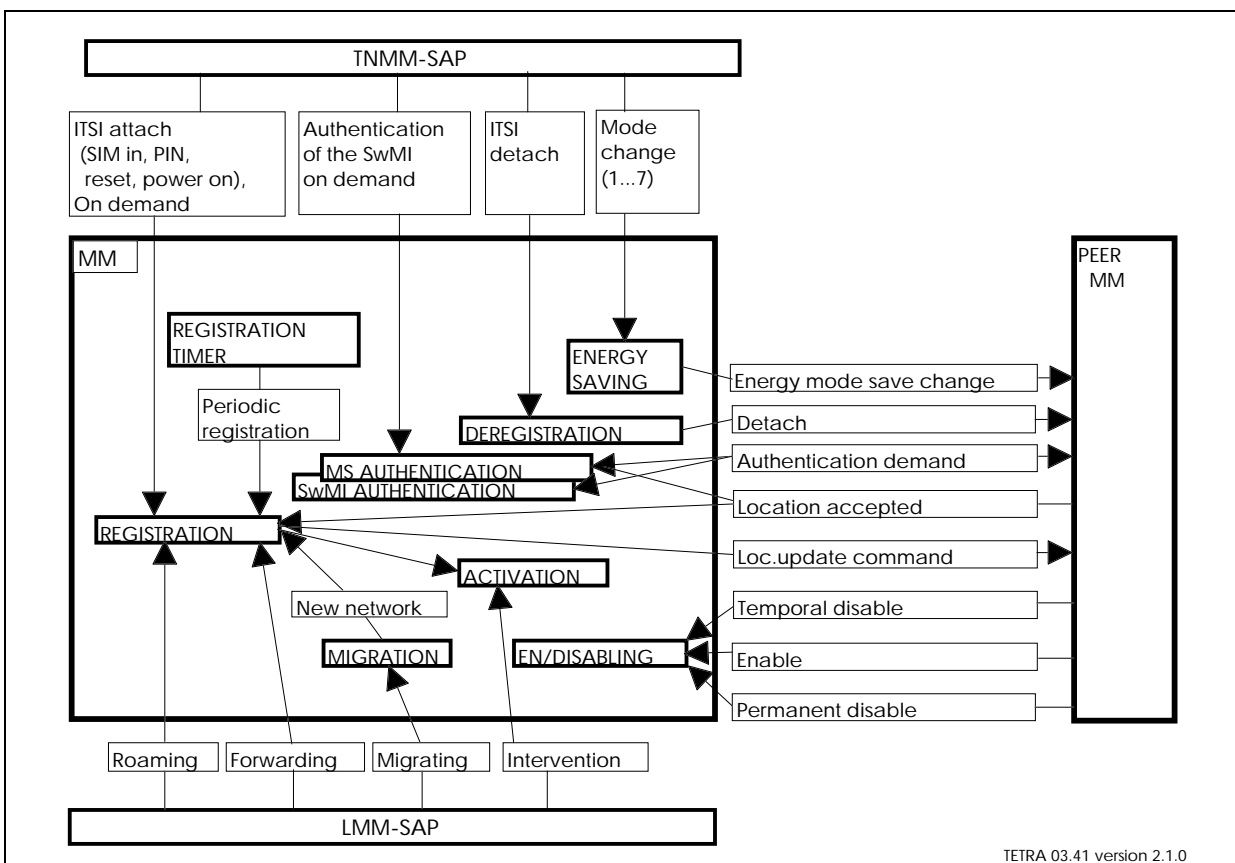 TNMM-SAP
ITSI attach
(SIM in, PIN,
reset, power on),
On demand
Authentication
of the SwMI
on demand
ITSI
detach
Mode
change
(1...7)
MM
PEER
MM
REGISTRATION
TIMER
ENERGY
SAVING
Energy mode save change
Periodic
registration
DEREGISTRATION
Detach
MS AUTHENTICATION
SwMI AUTHENTICATION
Authentication demand
Location accepted
REGISTRATION
Loc.update command
ACTIVATION
New network
Temporal disable
MIGRATION
EN/DISABLING
Enable
Permanent disable
Roaming
Forwarding
Migrating
Intervention
LMM-SAP
TETRA 03.41 version 2.1.0